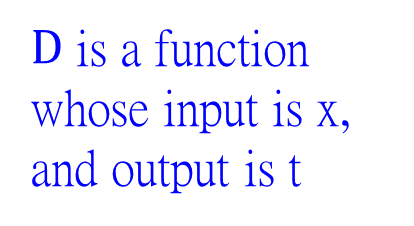 D is a function
whose input is x,
and output is t